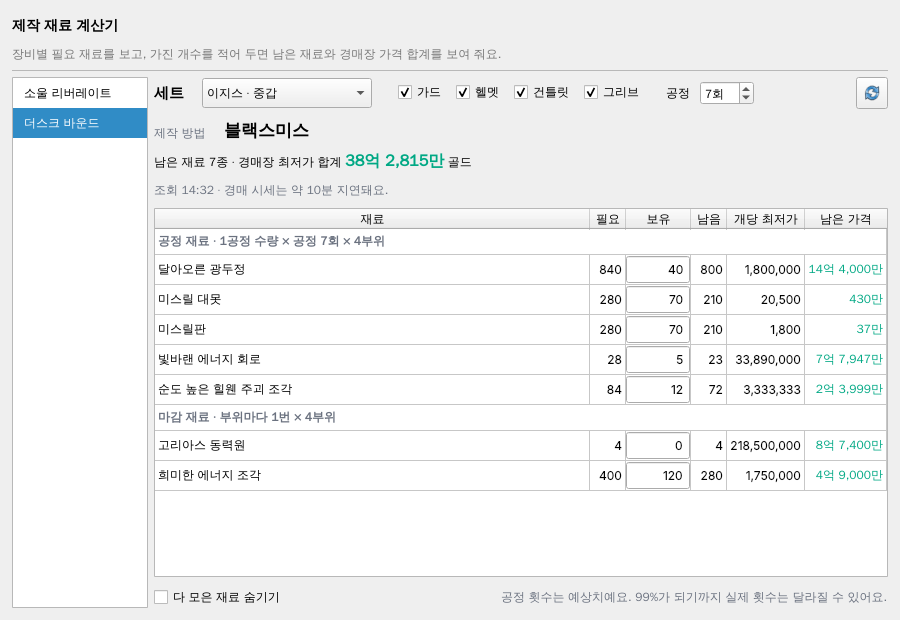 제작 재료 계산기
장비별 필요 재료를 보고, 가진 개수를 적어 두면 남은 재료와 경매장 가격 합계를 보여 줘요.
소울 리버레이트
더스크 바운드
세트 이지스 · 중갑 가드 헬멧 건틀릿 그리브 공정 7회
제작 방법 블랙스미스
남은 재료 7종 · 경매장 최저가 합계 38억 2,815만 골드
조회 14:32 · 경매 시세는 약 10분 지연돼요.
재료 필요 보유 남음 개당 최저가 남은 가격
공정 재료 · 1공정 수량 × 공정 7회 × 4부위
달아오른 광두정 840 40 800 1,800,000 14억 4,000만
미스릴 대못 280 70 210 20,500 430만
미스릴판 280 70 210 1,800 37만
빛바랜 에너지 회로 28 5 23 33,890,000 7억 7,947만
순도 높은 힐웬 주괴 조각 84 12 72 3,333,333 2억 3,999만
마감 재료 · 부위마다 1번 × 4부위
고리아스 동력원 4 0 4 218,500,000 8억 7,400만
희미한 에너지 조각 400 120 280 1,750,000 4억 9,000만
다 모은 재료 숨기기
공정 횟수는 예상치예요. 99%가 되기까지 실제 횟수는 달라질 수 있어요.